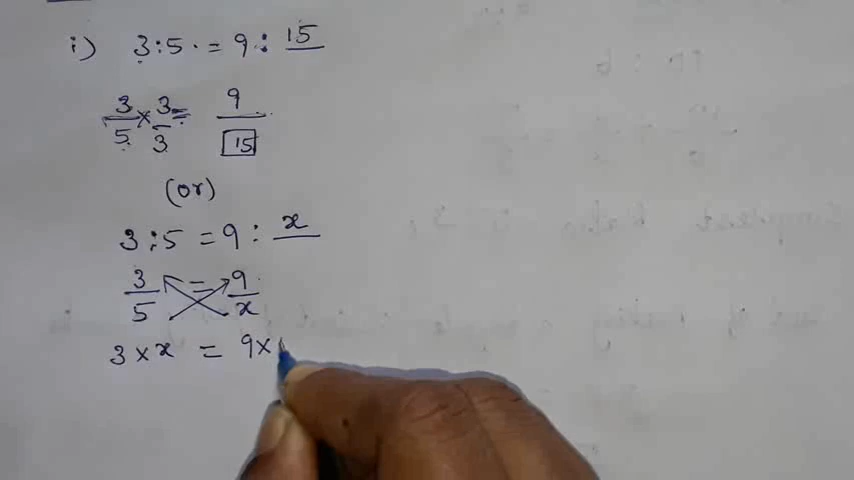 i) 3:5 = 9: 15
3/5 × 3/3 = 9/15
(or)
3:5 = 9: x
3/5 = 9/x
3 × x = 9×